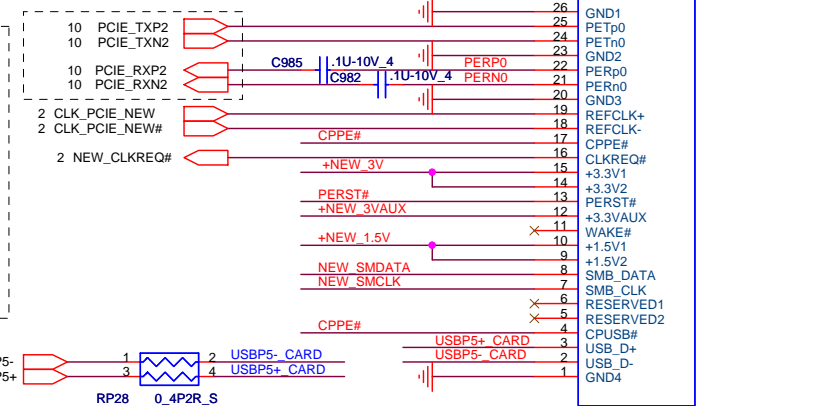 26 GND1
10 PCIE_TXP2 25 PETp0
10 PCIE_TXN2 24 PETn0
23 GND2
10 PCIE_RXP2 C985 .1U-10V_4 PERP0 22 PERp0
10 PCIE_RXN2 C982 .1U-10V_4 PERN0 21 PERn0
20 GND3
2 CLK_PCIE_NEW 19 REFCLK+
2 CLK_PCIE_NEW# 18 REFCLK-
CPPE# 17 CPPE#
2 NEW_CLKREQ# 16 CLKREQ#
+NEW_3V 15 +3.3V1
14 +3.3V2
PERST# 13 PERST#
+NEW_3VAUX 12 +3.3VAUX
11 WAKE#
+NEW_1.5V 10 +1.5V1
9 +1.5V2
NEW_SMDATA 8 SMB_DATA
NEW_SMCLK 7 SMB_CLK
6 RESERVED1
5 RESERVED2
CPPE# 4 CPUSB#
USBP5+_CARD 3 USB_D+
P5- 1 2 USBP5-_CARD USBP5-_CARD 2 USB_D-
P5+ 3 4 USBP5+_CARD 1 GND4
RP28 0_4P2R_S